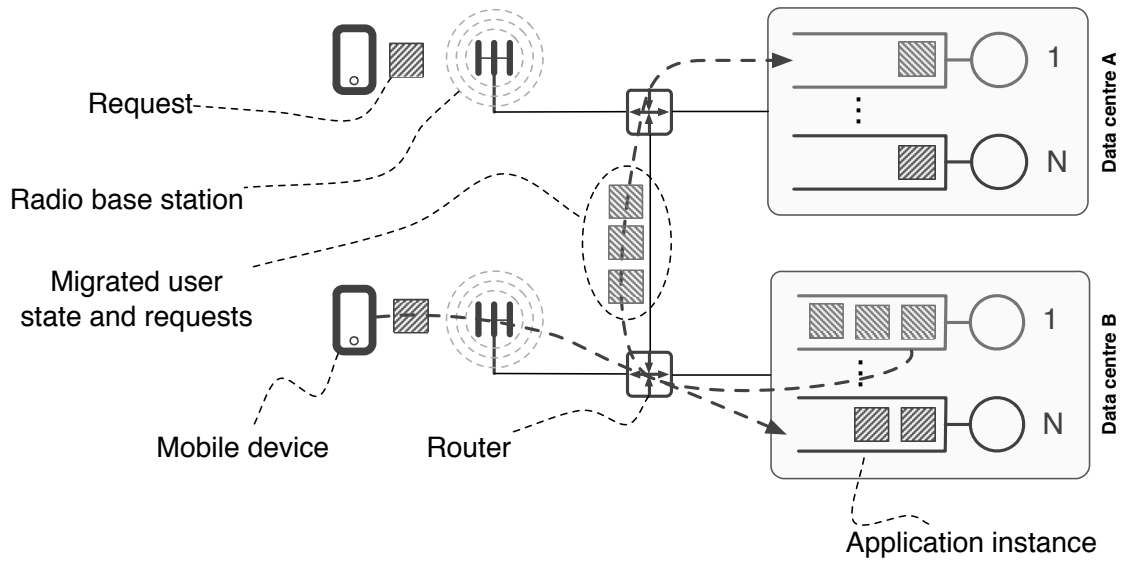 Request
Radio base station
Migrated user
state and requests
Mobile device
Router
1
N
Data centre A
1
N
Data centre B
Application instance